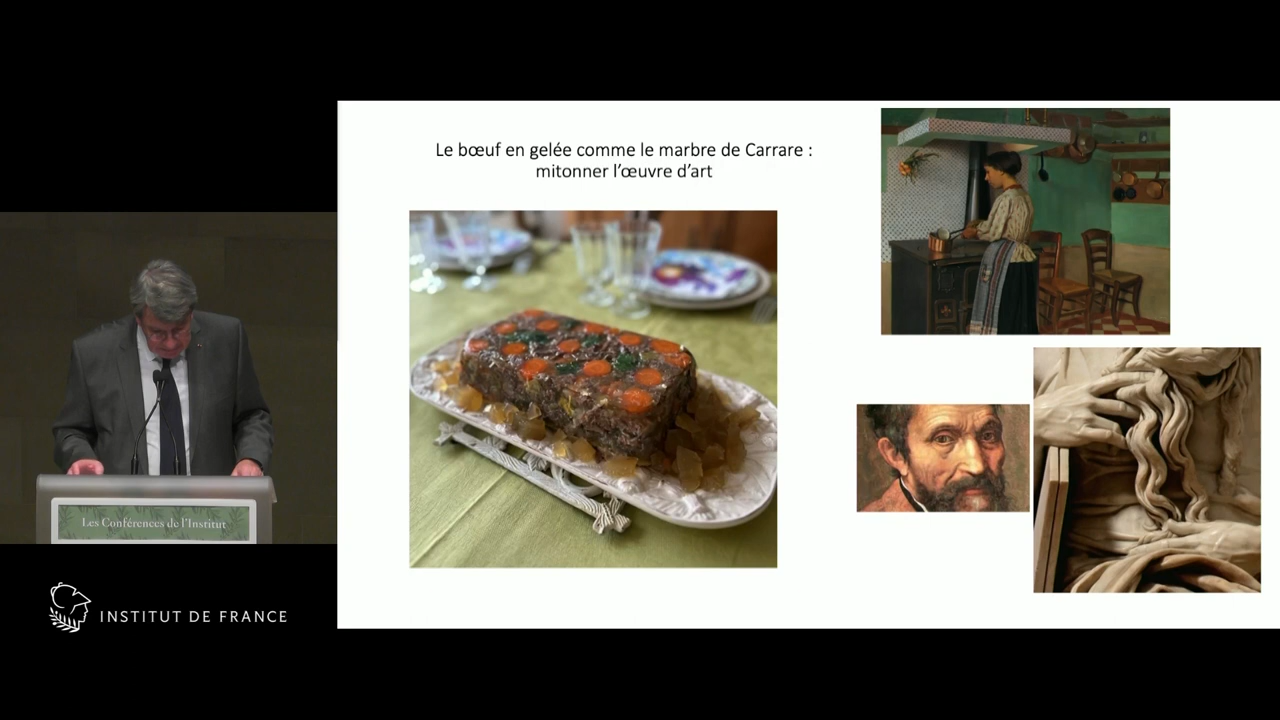 Le bœuf en gelée comme le marbre de Carrare :
mitonner l’œuvre d’art
Les Conférences de l'Institut
INSTITUT DE FRANCE